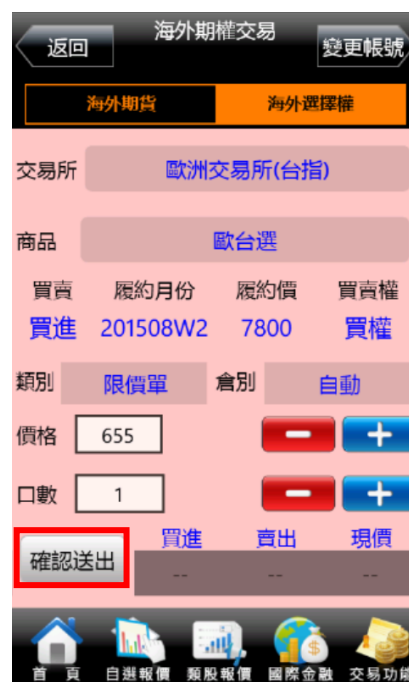 海外期權交易
返回
變更帳號
海外期貨 海外選擇權
交易所 歐洲交易所(台指)
商品 歐台選
買賣 履約月份 履約價 買賣權
買進 201508W2 7800 買權
類別 限價單 倉別 自動
價格 655
口數 1
買進 賣出 現價
確認送出 -- -- --
首頁 自選報價 類股報價 國際金融 交易功能